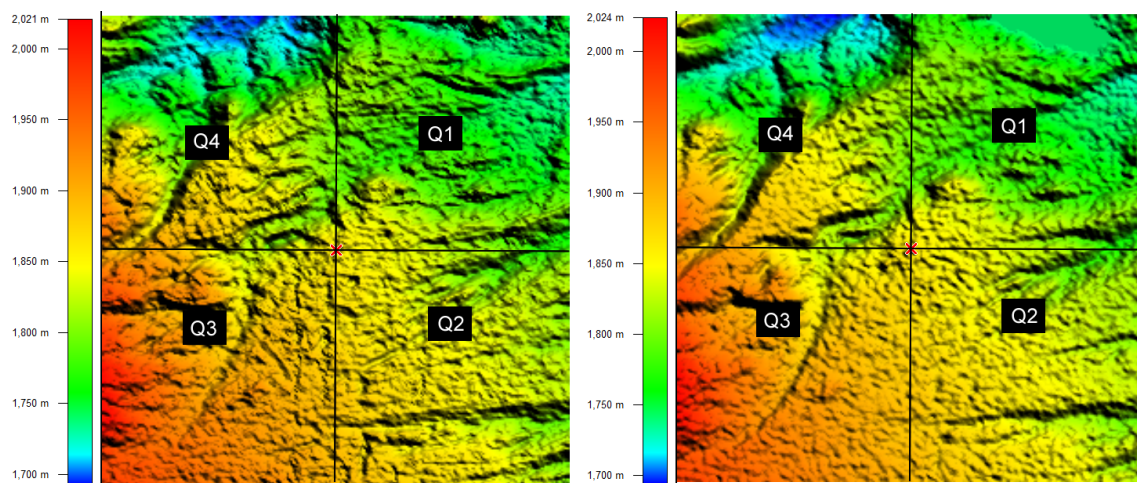 2,021 m
2,000 m
1,950 m
1,900 m
1,850 m
1,800 m
1,750 m
1,700 m
Q4
Q1
Q3
Q2
2,024 m
2,000 m
1,950 m
1,900 m
1,850 m
1,800 m
1,750 m
1,700 m
Q4
Q1
Q3
Q2